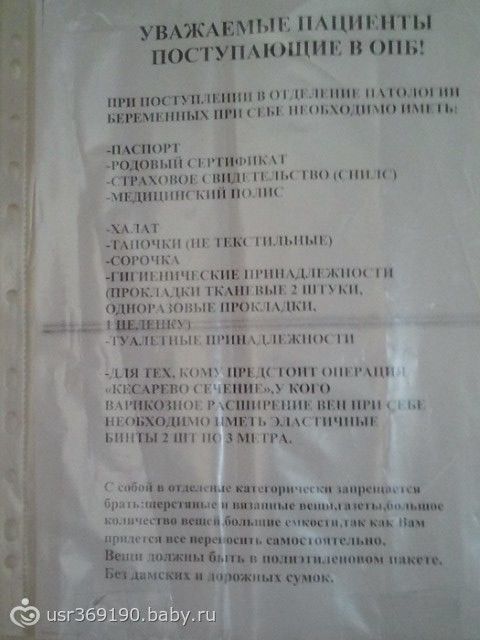 УВАЖАЕМЫЕ ПАЦИЕНТЫ
ПОСТУПАЮЩИЕ В ОПБ!
ПРИ ПОСТУПЛЕНИИ В ОТДЕЛЕНИЕ ПАТОЛОГИИ
БЕРЕМЕННЫХ ПРИ СЕБЕ НЕОБХОДИМО ИМЕТЬ:
-ПАСПОРТ
-РОДОВЫЙ СЕРТИФИКАТ
-СТРАХОВОЕ СВИДЕТЕЛЬСТВО (СНИЛС)
-МЕДИЦИНСКИЙ ПОЛИС
-ХАЛАТ
-ТАПОЧКИ (НЕ ТЕКСТИЛЬНЫЕ)
-СОРОЧКА
-ГИГИЕНИЧЕСКИЕ ПРИНАДЛЕЖНОСТИ
(ПРОКЛАДКИ ТКАНЕВЫЕ 2 ШТУКИ,
ОДНОРАЗОВЫЕ ПРОКЛАДКИ,
1 ПЕЛЕНКУ)
-ТУАЛЕТНЫЕ ПРИНАДЛЕЖНОСТИ
-ДЛЯ ТЕХ, КОМУ ПРЕДСТОИТ ОПЕРАЦИЯ
«КЕСАРЕВО СЕЧЕНИЕ»,У КОГО
ВАРИКОЗНОЕ РАСШИРЕНИЕ ВЕН ПРИ СЕБЕ
НЕОБХОДИМО ИМЕТЬ ЭЛАСТИЧНЫЕ
БИНТЫ 2 ШТ ПО 3 МЕТРА.
С собой в отделение категорически запрещается
брать:шерстяные и вязанные вещы,газеты,большое
количество вещей,большие емкости,так как Вам
придется все переносить самостоятельно.
Вещи должны быть в полиэтиленовом пакете.
Без дамских и дорожных сумок.
usr369190.baby.ru